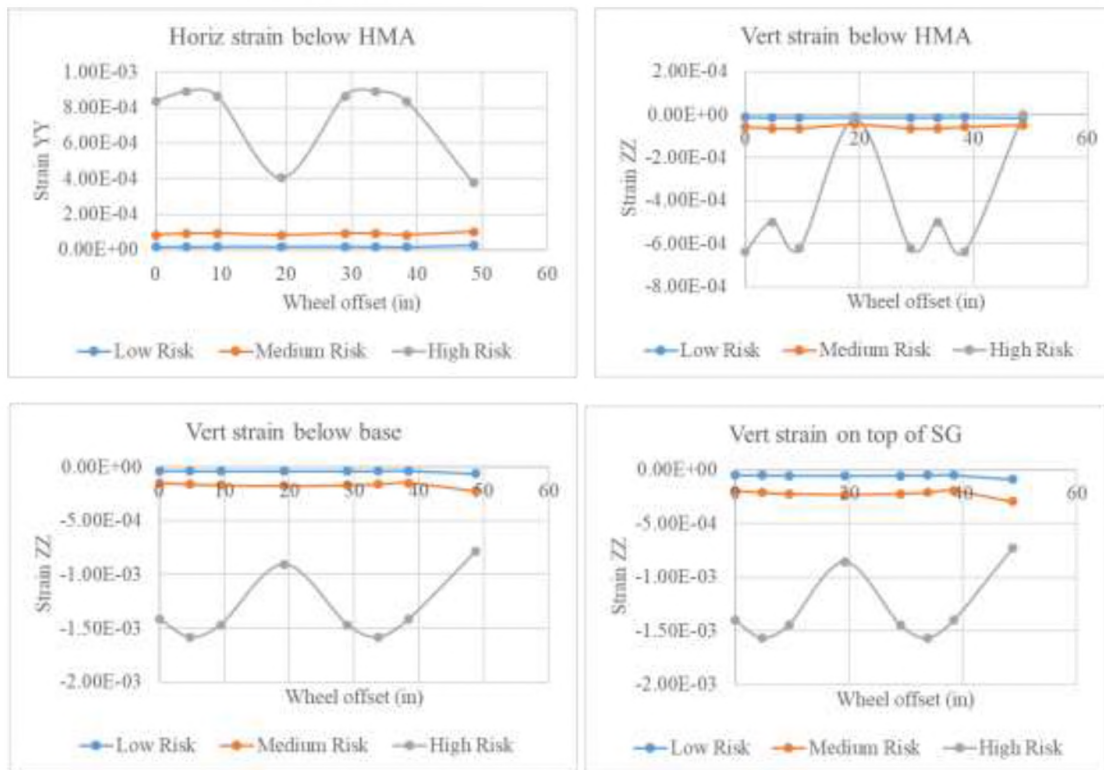 Horiz strain below HMA
1.00E-03
8.00E-04
6.00E-04
4.00E-04
2.00E-04
0.00E+00
Strain YY
0 10 20 30 40 50 60
Wheel offset (in)
Low Risk Medium Risk High Risk
Vert strain below HMA
2.00E-04
0.00E+00
-2.00E-04
-4.00E-04
-6.00E-04
-8.00E-04
Strain ZZ
0 20 40 60
Wheel offset (in)
Low Risk Medium Risk High Risk
Vert strain below base
0.00E+00
-5.00E-04
-1.00E-03
-1.50E-03
-2.00E-03
Strain ZZ
0 10 20 30 40 50 60
Wheel offset (in)
Low Risk Medium Risk High Risk
Vert strain on top of SG
0.00E+00
-5.00E-04
-1.00E-03
-1.50E-03
-2.00E-03
Strain ZZ
0 20 40 60
Wheel offset (in)
Low Risk Medium Risk High Risk